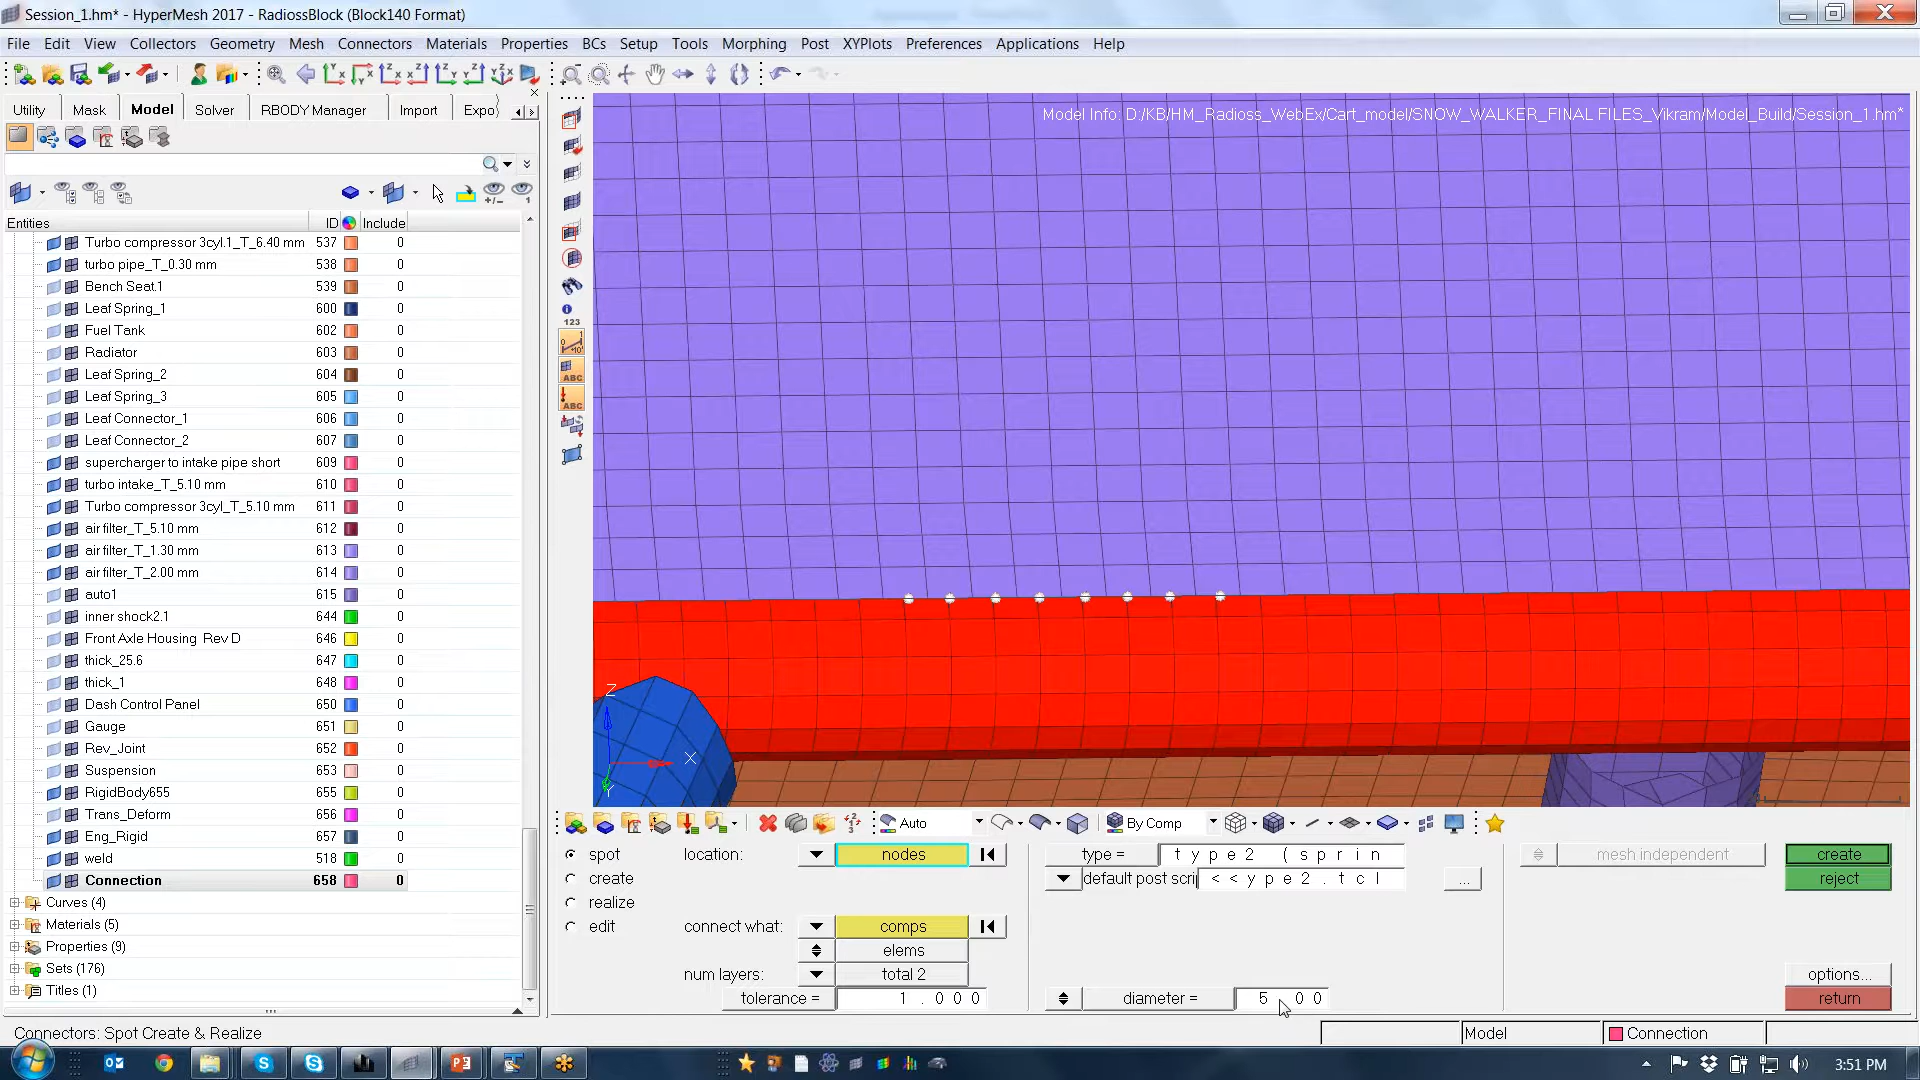 Session_1.hm* - HyperMesh 2017 - RadiossBlock (Block140 Format)
File Edit View Collectors Geometry Mesh Connectors Materials Properties BCs Setup Tools Morphing Post XYPlots Preferences Applications Help
Utility Mask Model Solver RBODY Manager Import Expo
Model Info: D:/KB/HM_Radioss_WebEx/Cart_model/SNOW_WALKER_FINAL FILES_Vikram/Model_Build/Session_1.hm*
Entities ID Include
Turbo compressor 3cyl.1_T_6.40 mm 537 0
turbo pipe_T_0.30 mm 538 0
Bench Seat.1 539 0
Leaf Spring_1 600 0
Fuel Tank 602 0
Radiator 603 0
Leaf Spring_2 604 0
Leaf Spring_3 605 0
Leaf Connector_1 606 0
Leaf Connector_2 607 0
supercharger to intake pipe short 609 0
turbo intake_T_5.10 mm 610 0
Turbo compressor 3cyl_T_5.10 mm 611 0
air filter_T_5.10 mm 612 0
air filter_T_1.30 mm 613 0
air filter_T_2.00 mm 614 0
auto1 615 0
inner shock2.1 644 0
Front Axle Housing Rev D 646 0
thick_25.6 647 0
thick_1 648 0
Dash Control Panel 650 0
Gauge 651 0
Rev_Joint 652 0
Suspension 653 0
RigidBody655 655 0
Trans_Deform 656 0
Eng_Rigid 657 0
weld 518 0
Connection 658 0
Curves (4)
Materials (5)
Properties (9)
Sets (176)
Titles (1)
123
ABC
ABC
Z
X
Y
Auto By Comp
spot location: nodes type = type2 (sprin mesh independent create
create default post scrip <<ype2.tcl ... reject
realize
edit connect what: comps
elems
num layers: total 2 options...
tolerance = 1.000 diameter = 5.00 return
Connectors: Spot Create & Realize Model Connection
3:51 PM